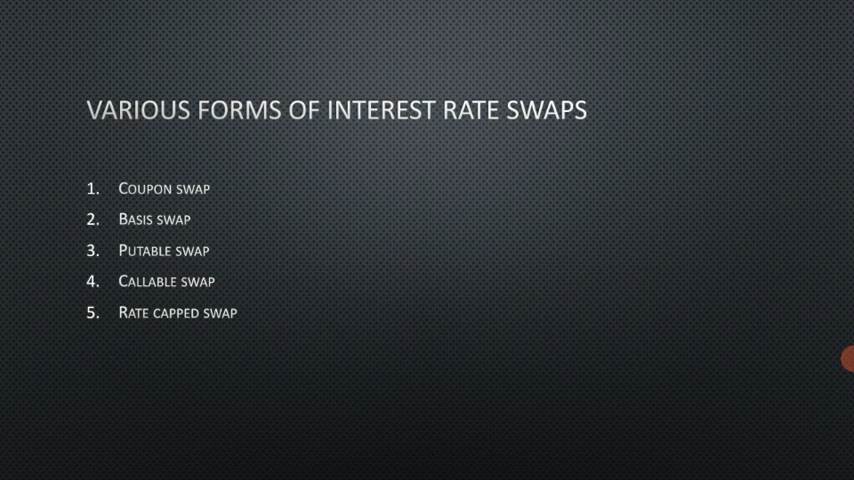 VARIOUS FORMS OF INTEREST RATE SWAPS
1. COUPON SWAP
2. BASIS SWAP
3. PUTABLE SWAP
4. CALLABLE SWAP
5. RATE CAPPED SWAP